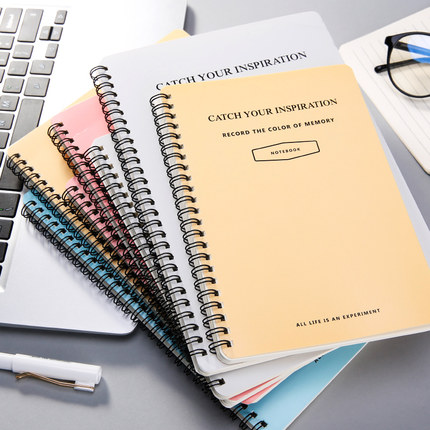 CATCH YOUR INSPIRATION
CATCH YOUR INSPIRATION
RECORD THE COLOR OF MEMORY
NOTEBOOK
ALL LIFE IS AN EXPERIMENT